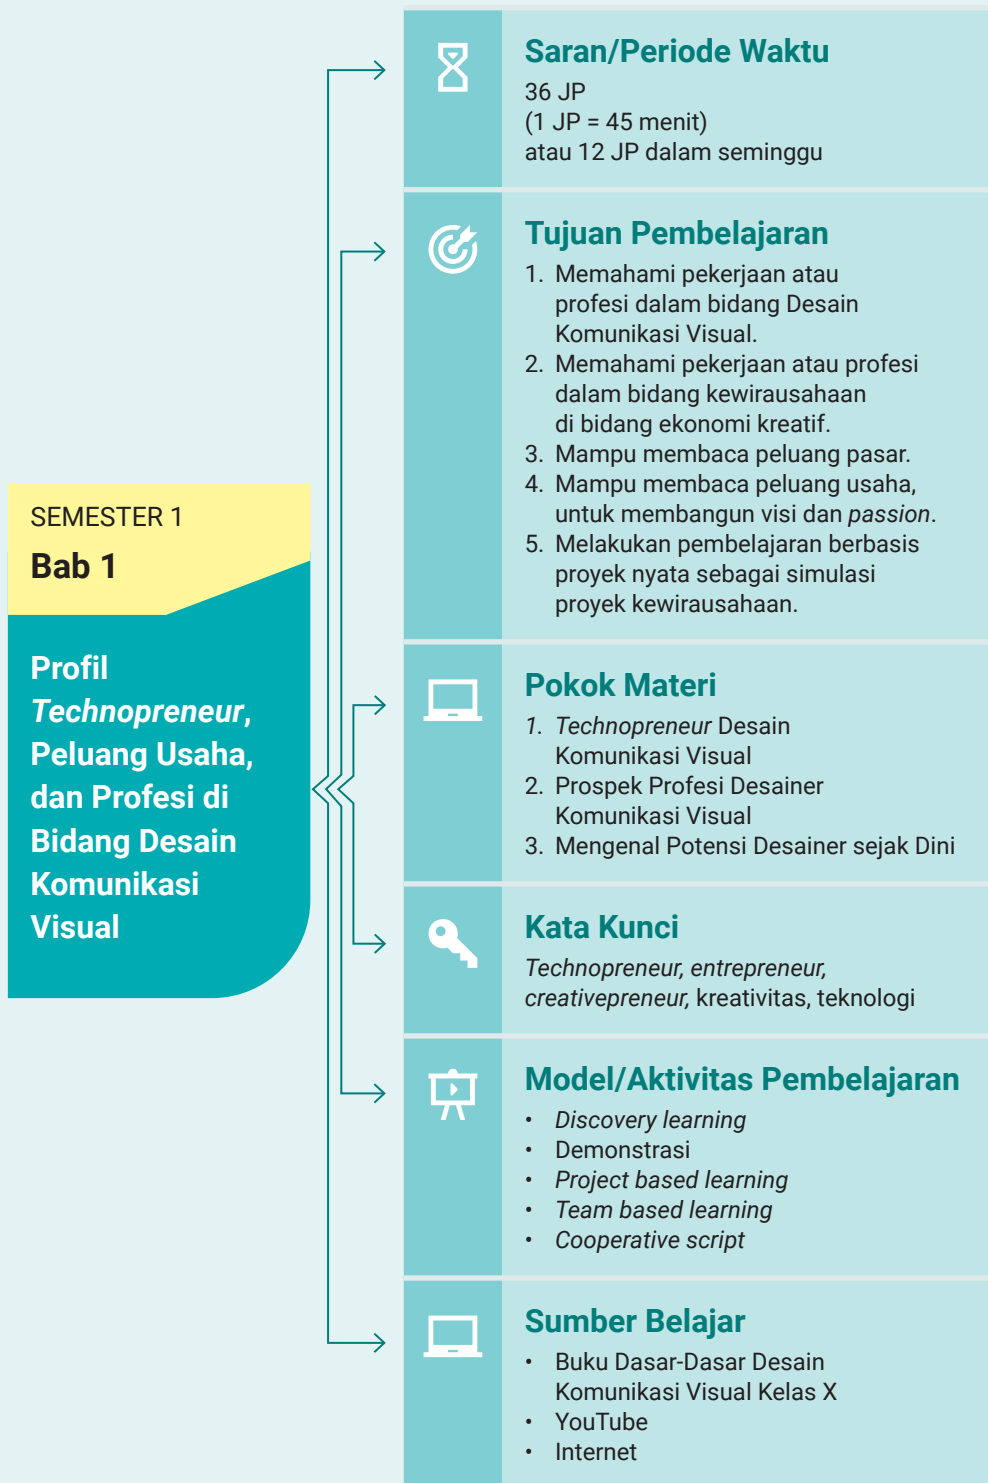 SEMESTER 1
Bab 1
Profil
Technopreneur,
Peluang Usaha,
dan Profesi di
Bidang Desain
Komunikasi
Visual
Saran/Periode Waktu
36 JP
(1 JP = 45 menit)
atau 12 JP dalam seminggu
Tujuan Pembelajaran
1. Memahami pekerjaan atau
profesi dalam bidang Desain
Komunikasi Visual.
2. Memahami pekerjaan atau profesi
dalam bidang kewirausahaan
di bidang ekonomi kreatif.
3. Mampu membaca peluang pasar.
4. Mampu membaca peluang usaha,
untuk membangun visi dan passion.
5. Melakukan pembelajaran berbasis
proyek nyata sebagai simulasi
proyek kewirausahaan.
Pokok Materi
1. Technopreneur Desain
Komunikasi Visual
2. Prospek Profesi Desainer
Komunikasi Visual
3. Mengenal Potensi Desainer sejak Dini
Kata Kunci
Technopreneur, entrepreneur,
creativepreneur, kreativitas, teknologi
Model/Aktivitas Pembelajaran
• Discovery learning
• Demonstrasi
• Project based learning
• Team based learning
• Cooperative script
Sumber Belajar
• Buku Dasar-Dasar Desain
Komunikasi Visual Kelas X
• YouTube
• Internet